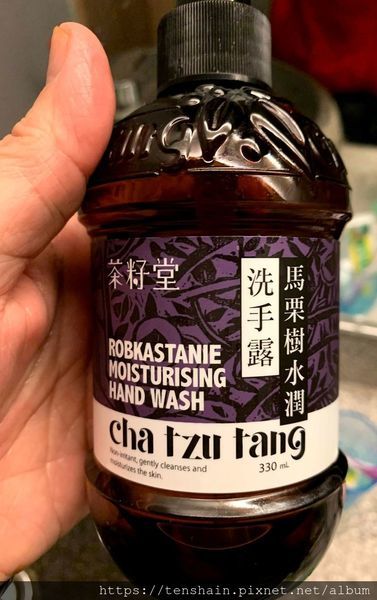 茶籽堂
馬栗樹水潤
洗手露
ROBKASTANIE
MOISTURISING
HAND WASH
cha tzu tang
Non-irritant, gently cleanses and
moisturizes the skin.
330 mL
https://tenshain.pixnet.net/album